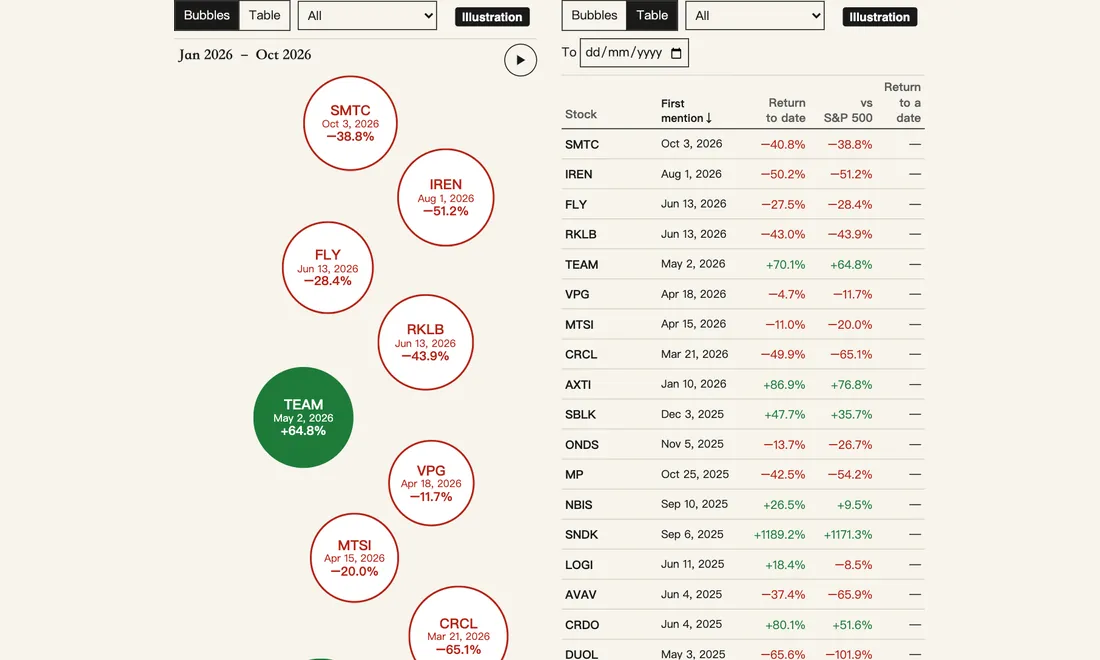 Bubbles Table All Illustration
Jan 2026 – Oct 2026
SMTC
Oct 3, 2026
−38.8%
IREN
Aug 1, 2026
−51.2%
FLY
Jun 13, 2026
−28.4%
RKLB
Jun 13, 2026
−43.9%
TEAM
May 2, 2026
+64.8%
VPG
Apr 18, 2026
−11.7%
MTSI
Apr 15, 2026
−20.0%
CRCL
Mar 21, 2026
−65.1%
Bubbles Table All Illustration
To dd/mm/yyyy
Stock First mention↓ Return to date vs S&P 500 Return to a date
SMTC Oct 3, 2026 −40.8% −38.8% —
IREN Aug 1, 2026 −50.2% −51.2% —
FLY Jun 13, 2026 −27.5% −28.4% —
RKLB Jun 13, 2026 −43.0% −43.9% —
TEAM May 2, 2026 +70.1% +64.8% —
VPG Apr 18, 2026 −4.7% −11.7% —
MTSI Apr 15, 2026 −11.0% −20.0% —
CRCL Mar 21, 2026 −49.9% −65.1% —
AXTI Jan 10, 2026 +86.9% +76.8% —
SBLK Dec 3, 2025 +47.7% +35.7% —
ONDS Nov 5, 2025 −13.7% −26.7% —
MP Oct 25, 2025 −42.5% −54.2% —
NBIS Sep 10, 2025 +26.5% +9.5% —
SNDK Sep 6, 2025 +1189.2% +1171.3% —
LOGI Jun 11, 2025 +18.4% −8.5% —
AVAV Jun 4, 2025 −37.4% −65.9% —
CRDO Jun 4, 2025 +80.1% +51.6% —
DUOL May 3, 2025 −65.6% −101.9% —